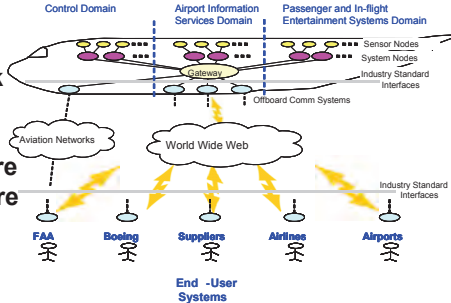 Control Domain
Airport Information
Services Domain
Passenger and In-flight
Entertainment Systems Domain
Sensor Nodes
System Nodes
Gateway
Industry Standard
Interfaces
Offboard Comm Systems
Aviation Networks
World Wide Web
re
re
Industry Standard
Interfaces
FAA
Boeing
Suppliers
Airlines
Airports
End -User
Systems